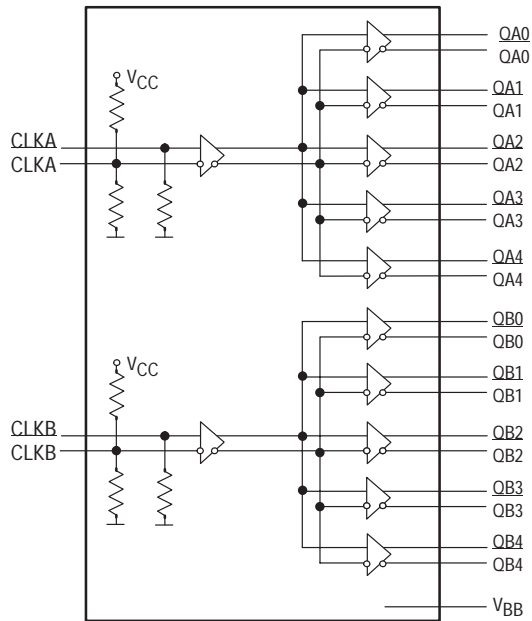 QA0
QA0
VCC
QA1
QA1
CLKA
CLKA
QA2
QA2
QA3
QA3
QA4
QA4
QB0
QB0
VCC
QB1
QB1
CLKB
CLKB
QB2
QB2
QB3
QB3
QB4
QB4
VBB